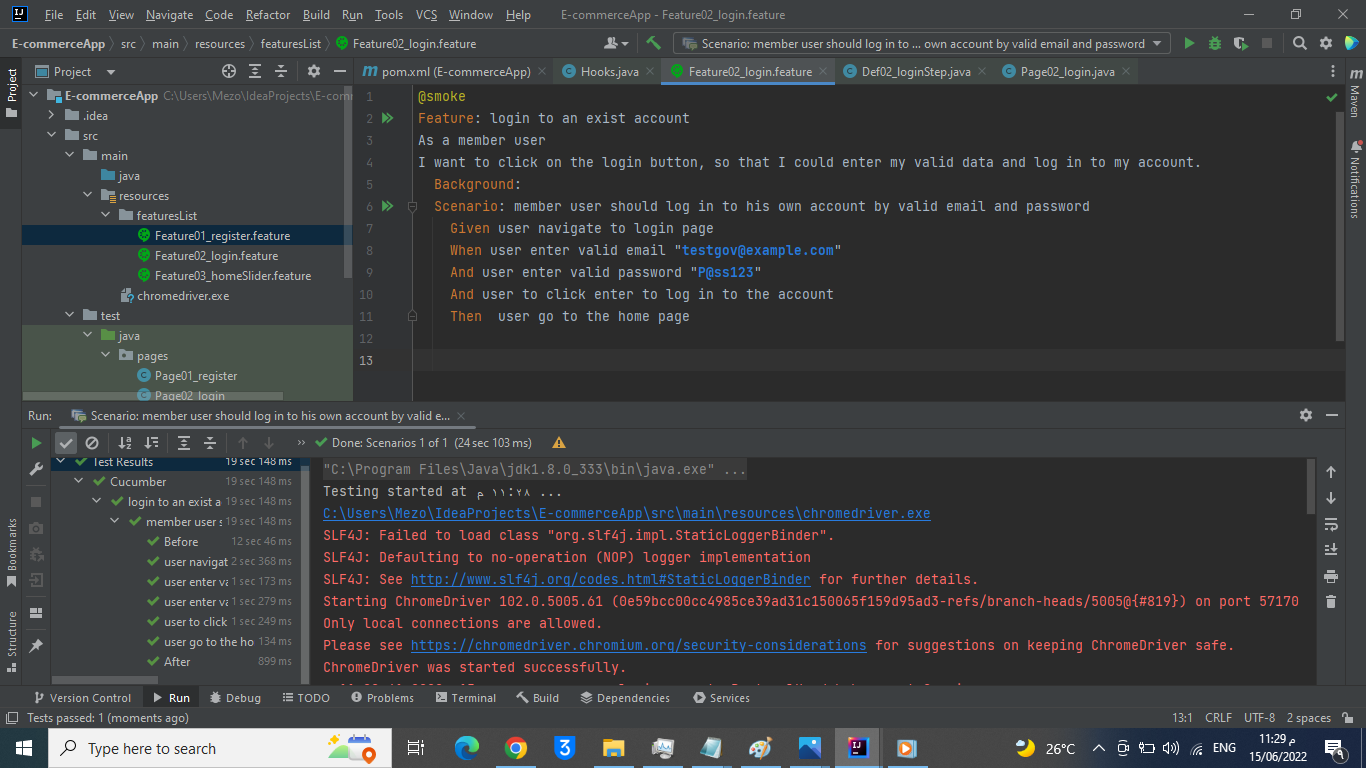 File Edit View Navigate Code Refactor Build Run Tools VCS Window Help E-commerceApp - Feature02_login.feature
E-commerceApp src main resources featuresList Feature02_login.feature Scenario: member user should log in to ... own account by valid email and password
Project pom.xml (E-commerceApp) Hooks.java Feature02_login.feature Def02_loginStep.java Page02_login.java
Project
Maven
Notifications
Bookmarks
Structure
E-commerceApp C:\Users\Mezo\IdeaProjects\E-comm
.idea
src
main
java
resources
featuresList
Feature01_register.feature
Feature02_login.feature
Feature03_homeSlider.feature
chromedriver.exe
test
java
pages
Page01_register
Page02_login
1 @smoke
2 Feature: login to an exist account
3 As a member user
4 I want to click on the login button, so that I could enter my valid data and log in to my account.
5 Background:
6 Scenario: member user should log in to his own account by valid email and password
7 Given user navigate to login page
8 When user enter valid email "testgov@example.com"
9 And user enter valid password "P@ss123"
10 And user to click enter to log in to the account
11 Then  user go to the home page
12
13
Run: Scenario: member user should log in to his own account by valid e...
Done: Scenarios 1 of 1 (24 sec 103 ms)
Test Results 19 sec 148 ms
Cucumber 19 sec 148 ms
login to an exist a 19 sec 148 ms
member user s 19 sec 148 ms
Before 12 sec 46 ms
user navigat 2 sec 368 ms
user enter va 1 sec 173 ms
user enter va 1 sec 279 ms
user to click 1 sec 249 ms
user go to the ho 134 ms
After 899 ms
"C:\Program Files\Java\jdk1.8.0_333\bin\java.exe" ...
Testing started at م ١١:٢٨ ...
C:\Users\Mezo\IdeaProjects\E-commerceApp\src\main\resources\chromedriver.exe
SLF4J: Failed to load class "org.slf4j.impl.StaticLoggerBinder".
SLF4J: Defaulting to no-operation (NOP) logger implementation
SLF4J: See http://www.slf4j.org/codes.html#StaticLoggerBinder for further details.
Starting ChromeDriver 102.0.5005.61 (0e59bcc00cc4985ce39ad31c150065f159d95ad3-refs/branch-heads/5005@{#819}) on port 57170
Only local connections are allowed.
Please see https://chromedriver.chromium.org/security-considerations for suggestions on keeping ChromeDriver safe.
ChromeDriver was started successfully.
Version Control Run Debug TODO Problems Terminal Build Dependencies Services
Tests passed: 1 (moments ago) 13:1 CRLF UTF-8 2 spaces
Type here to search 26°C ENG 11:29 م
15/06/2022